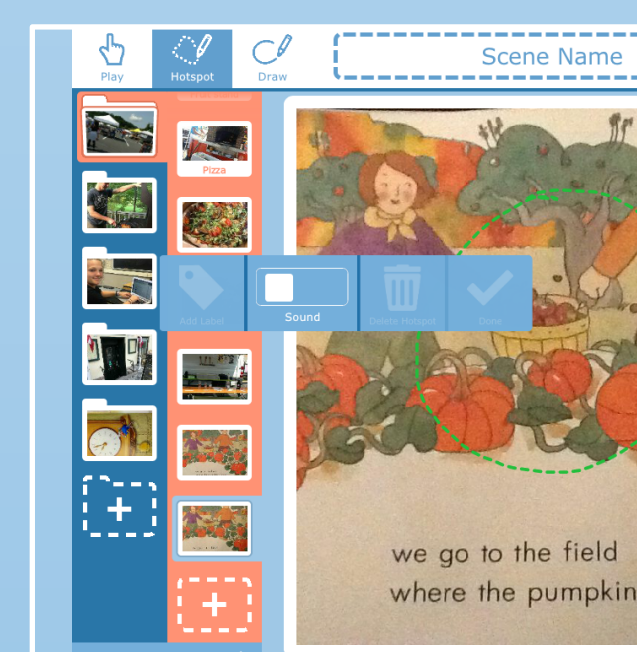 Play
Hotspot
Draw
Scene Name
Pizza
Add Label
Sound
Delete Hotspot
Done
we go to the field
where the pumpkin